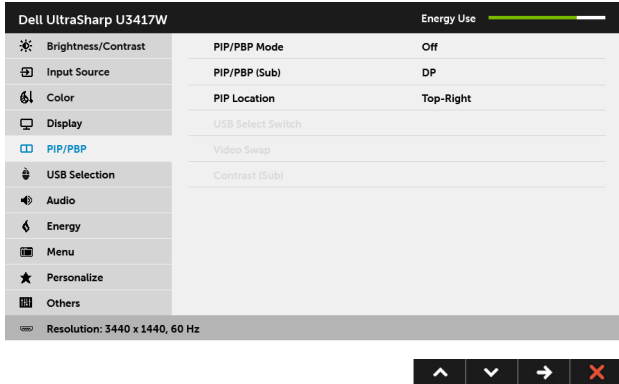 Dell UltraSharp U3417W Energy Use
Brightness/Contrast PIP/PBP Mode Off
Input Source PIP/PBP (Sub) DP
Color PIP Location Top-Right
Display USB Select Switch
PIP/PBP Video Swap
USB Selection Contrast (Sub)
Audio
Energy
Menu
Personalize
Others
Resolution: 3440 x 1440, 60 Hz